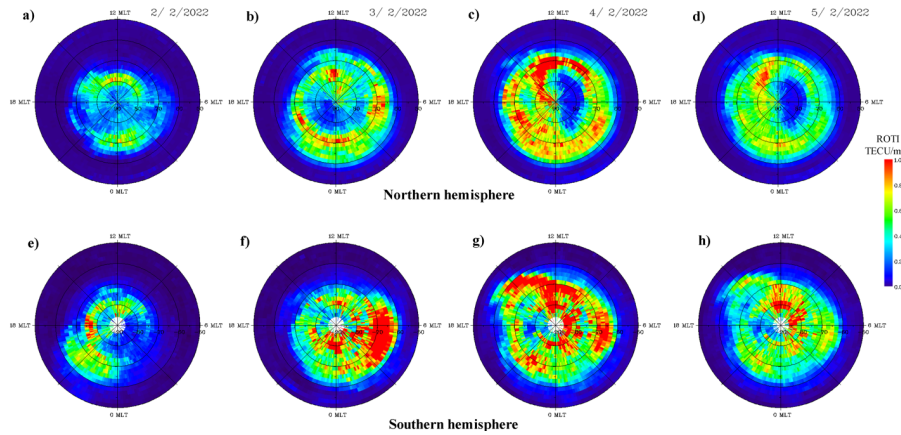 a) 12 MLT 2/ 2/2022
b) 12 MLT 3/ 2/2022
c) 12 MLT 4/ 2/2022
d) 12 MLT 5/ 2/2022
18 MLT 6 MLT 18 MLT 6 MLT 18 MLT 6 MLT 18 MLT 6 MLT
ROTI
TECU/m
1.0
0 MLT 0 MLT 0 MLT 0 MLT
Northern hemisphere
e) 12 MLT
f) 12 MLT
g) 12 MLT
h) 12 MLT
18 MLT 6 MLT 18 MLT 6 MLT 18 MLT 6 MLT 18 MLT 6 MLT
0 MLT 0 MLT 0 MLT 0 MLT
Southern hemisphere